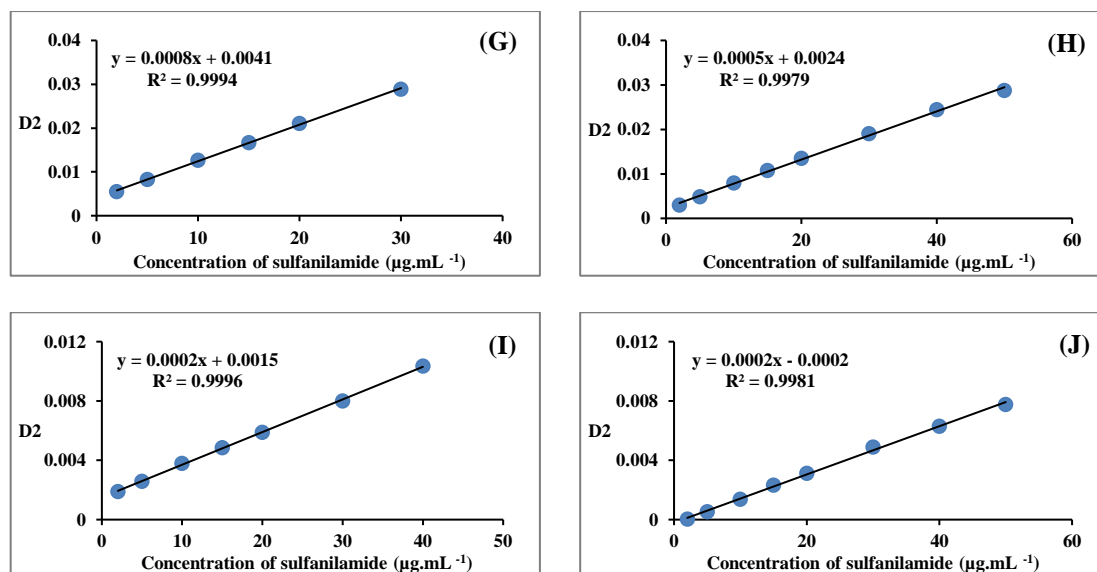 (G)
y = 0.0008x + 0.0041
R² = 0.9994
0.04
0.03
0.02
0.01
0
D2
0 10 20 30 40
Concentration of sulfanilamide (µg.mL ⁻¹)
(H)
y = 0.0005x + 0.0024
R² = 0.9979
0.04
0.03
0.02
0.01
0
D2
0 20 40 60
Concentration of sulfanilamide (µg.mL ⁻¹)
(I)
y = 0.0002x + 0.0015
R² = 0.9996
0.012
0.008
0.004
0
D2
0 10 20 30 40 50
Concentration of sulfanilamide (µg.mL ⁻¹)
(J)
y = 0.0002x - 0.0002
R² = 0.9981
0.012
0.008
0.004
0
D2
0 20 40 60
Concentration of sulfanilamide (µg.mL ⁻¹)